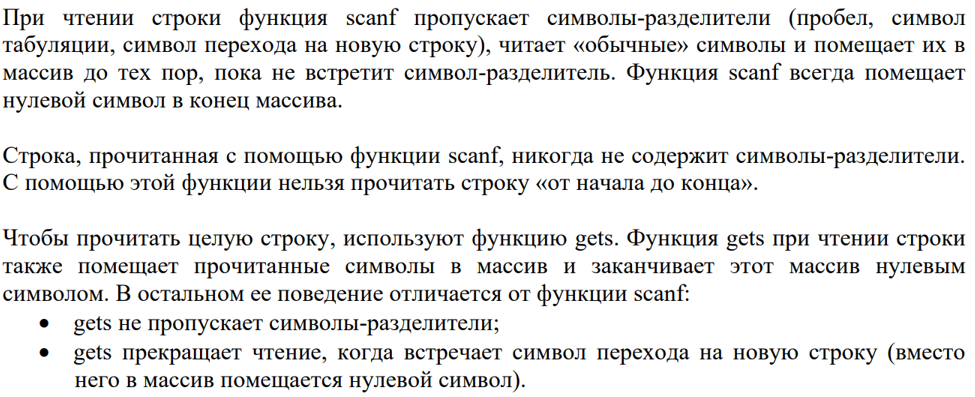 При чтении строки функция scanf пропускает символы-разделители (пробел, символ
табуляции, символ перехода на новую строку), читает «обычные» символы и помещает их в
массив до тех пор, пока не встретит символ-разделитель. Функция scanf всегда помещает
нулевой символ в конец массива.
Строка, прочитанная с помощью функции scanf, никогда не содержит символы-разделители.
С помощью этой функции нельзя прочитать строку «от начала до конца».
Чтобы прочитать целую строку, используют функцию gets. Функция gets при чтении строки
также помещает прочитанные символы в массив и заканчивает этот массив нулевым
символом. В остальном ее поведение отличается от функции scanf:
• gets не пропускает символы-разделители;
• gets прекращает чтение, когда встречает символ перехода на новую строку (вместо
него в массив помещается нулевой символ).